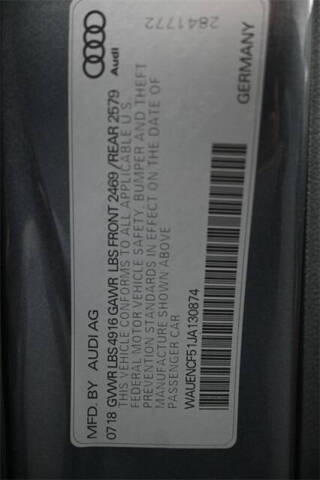 MFD. BY AUDI AG
0718 GVWR LBS 4916 GAWR LBS FRONT 2469 /REAR 2579
THIS VEHICLE CONFORMS TO ALL APPLICABLE U.S.
FEDERAL MOTOR VEHICLE SAFETY, BUMPER AND THEFT
PREVENTION STANDARDS IN EFFECT ON THE DATE OF
MANUFACTURE SHOWN ABOVE
PASSENGER CAR
WAUENCF51JA130874
Audi
2841772
GERMANY